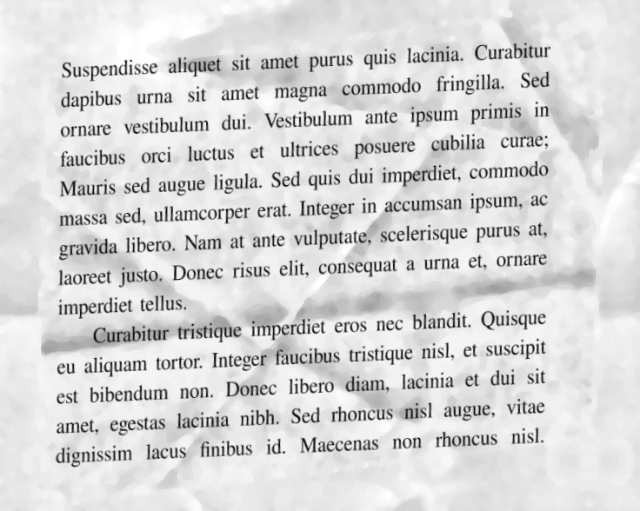 Suspendisse aliquet sit amet purus quis lacinia. Curabitur
dapibus urna sit amet magna commodo fringilla. Sed
ornare vestibulum dui. Vestibulum ante ipsum primis in
faucibus orci luctus et ultrices posuere cubilia curae;
Mauris sed augue ligula. Sed quis dui imperdiet, commodo
massa sed, ullamcorper erat. Integer in accumsan ipsum, ac
gravida libero. Nam at ante vulputate, scelerisque purus at,
laoreet justo. Donec risus elit, consequat a urna et, ornare
imperdiet tellus.
Curabitur tristique imperdiet eros nec blandit. Quisque
eu aliquam tortor. Integer faucibus tristique nisl, et suscipit
est bibendum non. Donec libero diam, lacinia et dui sit
amet, egestas lacinia nibh. Sed rhoncus nisl augue, vitae
dignissim lacus finibus id. Maecenas non rhoncus nisl.